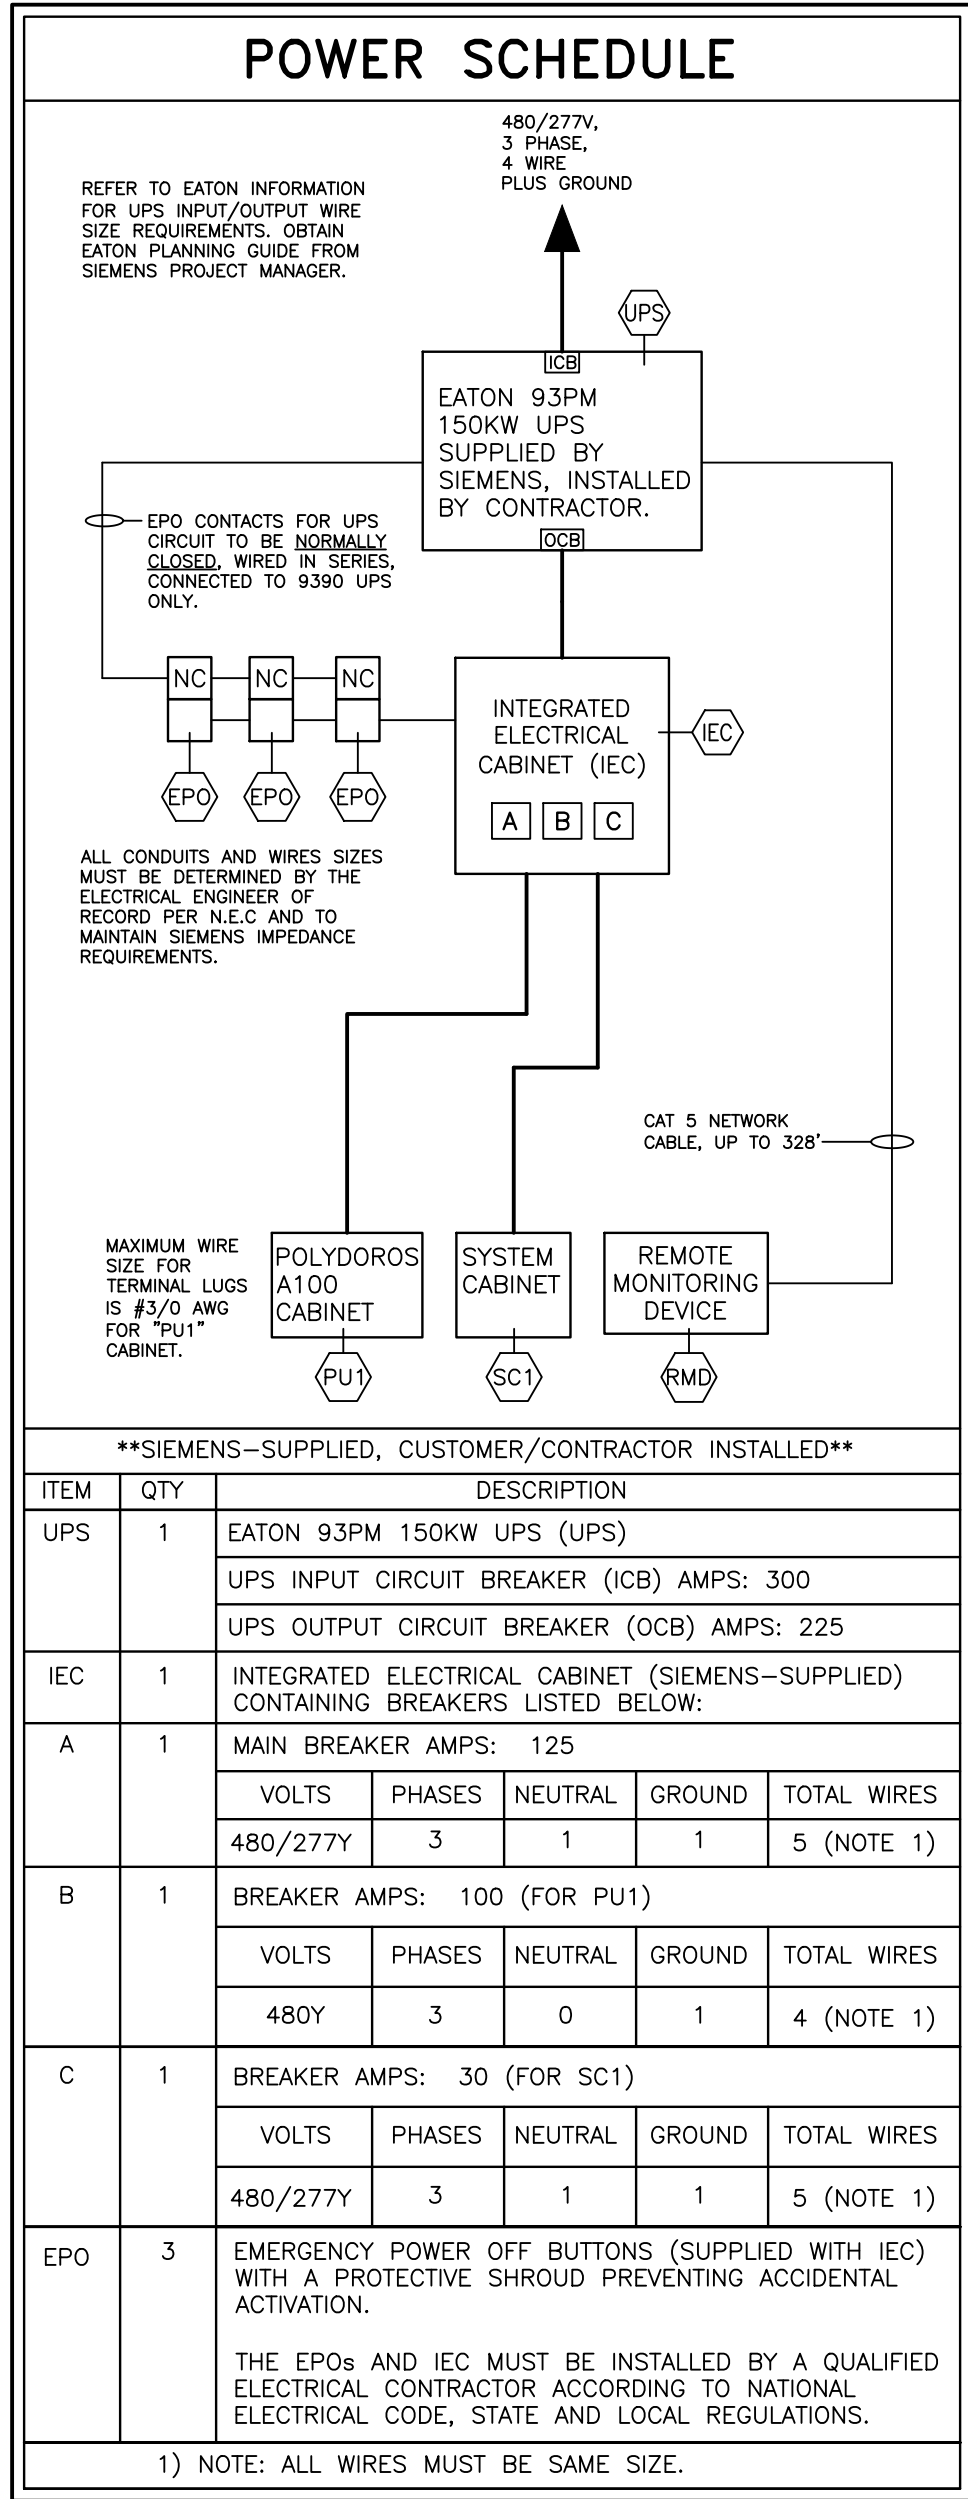 POWER SCHEDULE
480/277V,
3 PHASE,
4 WIRE
PLUS GROUND
REFER TO EATON INFORMATION
FOR UPS INPUT/OUTPUT WIRE
SIZE REQUIREMENTS. OBTAIN
EATON PLANNING GUIDE FROM
SIEMENS PROJECT MANAGER.
UPS
ICB
EATON 93PM
150KW UPS
SUPPLIED BY
SIEMENS, INSTALLED
BY CONTRACTOR.
OCB
EPO CONTACTS FOR UPS
CIRCUIT TO BE NORMALLY
CLOSED, WIRED IN SERIES,
CONNECTED TO 9390 UPS
ONLY.
NC NC NC
INTEGRATED
ELECTRICAL
CABINET (IEC)
IEC
EPO EPO EPO
A B C
ALL CONDUITS AND WIRES SIZES
MUST BE DETERMINED BY THE
ELECTRICAL ENGINEER OF
RECORD PER N.E.C AND TO
MAINTAIN SIEMENS IMPEDANCE
REQUIREMENTS.
CAT 5 NETWORK
CABLE, UP TO 328'
MAXIMUM WIRE
SIZE FOR
TERMINAL LUGS
IS #3/0 AWG
FOR "PU1"
CABINET.
POLYDOROS
A100
CABINET
SYSTEM
CABINET
REMOTE
MONITORING
DEVICE
PU1 SC1 RMD
**SIEMENS-SUPPLIED, CUSTOMER/CONTRACTOR INSTALLED**
ITEM QTY DESCRIPTION
UPS 1 EATON 93PM 150KW UPS (UPS)
UPS INPUT CIRCUIT BREAKER (ICB) AMPS: 300
UPS OUTPUT CIRCUIT BREAKER (OCB) AMPS: 225
IEC 1 INTEGRATED ELECTRICAL CABINET (SIEMENS-SUPPLIED)
CONTAINING BREAKERS LISTED BELOW:
A 1 MAIN BREAKER AMPS: 125
VOLTS PHASES NEUTRAL GROUND TOTAL WIRES
480/277Y 3 1 1 5 (NOTE 1)
B 1 BREAKER AMPS: 100 (FOR PU1)
VOLTS PHASES NEUTRAL GROUND TOTAL WIRES
480Y 3 0 1 4 (NOTE 1)
C 1 BREAKER AMPS: 30 (FOR SC1)
VOLTS PHASES NEUTRAL GROUND TOTAL WIRES
480/277Y 3 1 1 5 (NOTE 1)
EPO 3 EMERGENCY POWER OFF BUTTONS (SUPPLIED WITH IEC)
WITH A PROTECTIVE SHROUD PREVENTING ACCIDENTAL
ACTIVATION.
THE EPOs AND IEC MUST BE INSTALLED BY A QUALIFIED
ELECTRICAL CONTRACTOR ACCORDING TO NATIONAL
ELECTRICAL CODE, STATE AND LOCAL REGULATIONS.
1) NOTE: ALL WIRES MUST BE SAME SIZE.